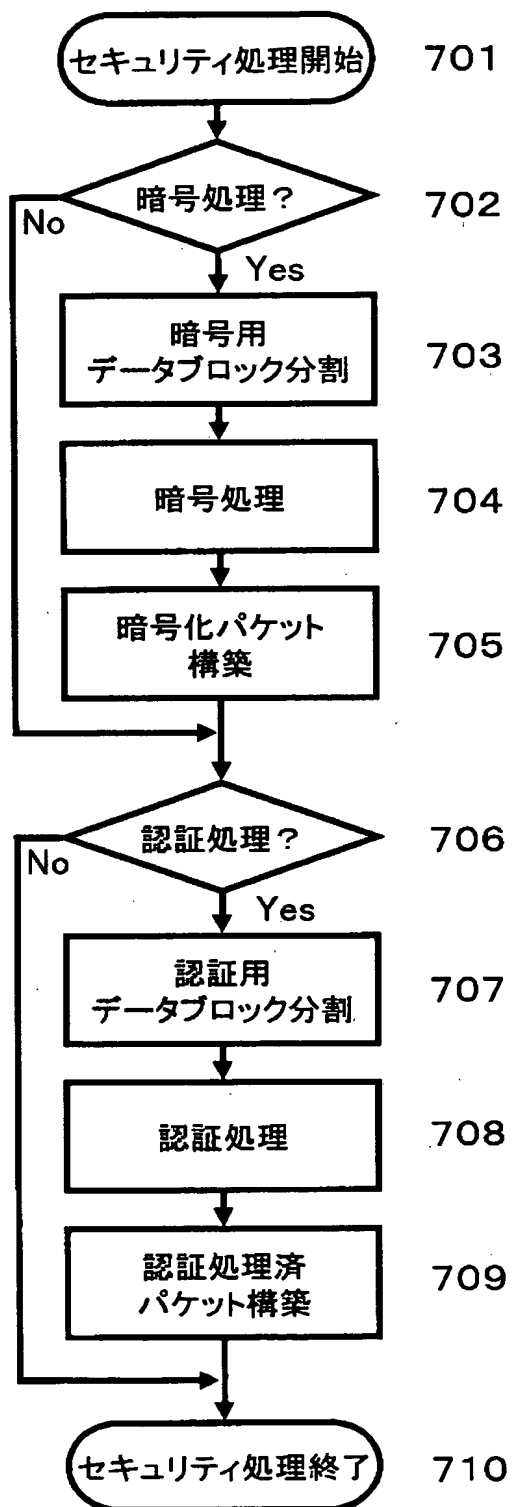 セキュリティ処理開始
701
暗号処理?
702
No
Yes
暗号用
データブロック分割
703
暗号処理
704
暗号化パケット
構築
705
認証処理?
706
No
Yes
認証用
データブロック分割
707
認証処理
708
認証処理済
パケット構築
709
セキュリティ処理終了
710